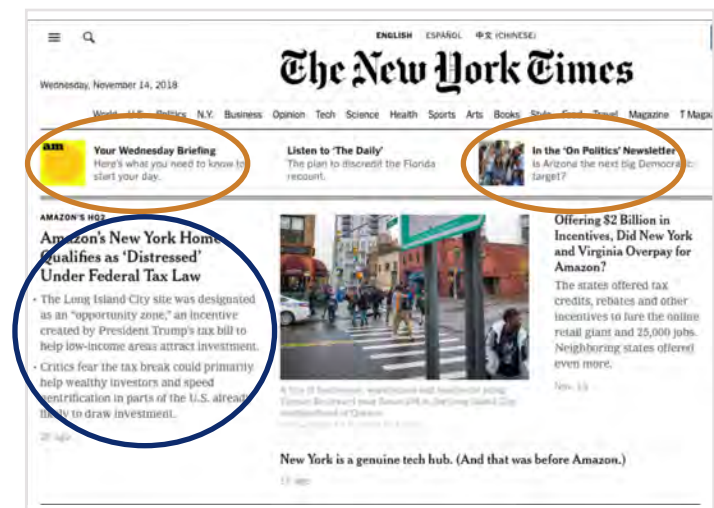 ENGLISH ESPAÑOL 中文 (CHINESE)
The New York Times
Wednesday, November 14, 2018
World U.S. Politics N.Y. Business Opinion Tech Science Health Sports Arts Books Style Food Travel Magazine T Maga
am
Your Wednesday Briefing
Here's what you need to know to
start your day.
Listen to 'The Daily'
The plan to discredit the Florida
recount.
In the 'On Politics' Newsletter
Is Arizona the next big Democratic
target?
AMAZON'S HQ2
Amazon's New York Home
Qualifies as 'Distressed'
Under Federal Tax Law
• The Long Island City site was designated
as an "opportunity zone," an incentive
created by President Trump's tax bill to
help low-income areas attract investment.
• Critics fear the tax break could primarily
help wealthy investors and speed
gentrification in parts of the U.S. already
likely to draw investment.
Offering $2 Billion in
Incentives, Did New York
and Virginia Overpay for
Amazon?
The states offered tax
credits, rebates and other
incentives to lure the online
retail giant and 25,000 jobs.
Neighboring states offered
even more.
Nov. 13
New York is a genuine tech hub. (And that was before Amazon.)